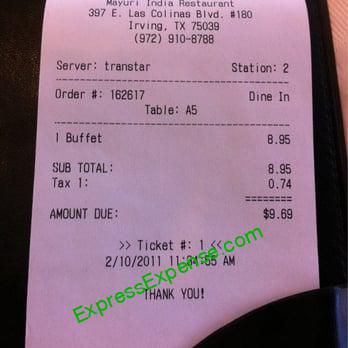 Mayuri India Restaurant
397 E. Las Colinas Blvd. #180
Irving, TX 75039
(972) 910-8788
Server: transtar Station: 2
Order #: 162617 Dine In
Table: A5
1 Buffet 8.95
SUB TOTAL: 8.95
Tax 1: 0.74
========
AMOUNT DUE: $9.69
>> Ticket #: 1 <<
2/10/2011 11:04:55 AM
THANK YOU!
ExpressExpense.com